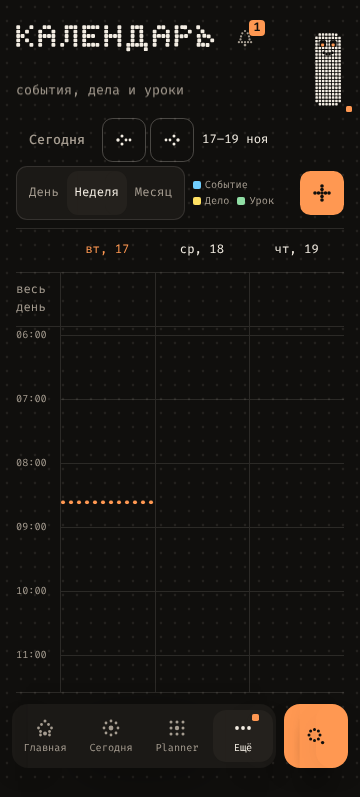 КАЛЕНДАРЬ
1
события, дела и уроки
Сегодня
17—19 ноя
День Неделя Месяц
Событие
Дело Урок
вт, 17 ср, 18 чт, 19
весь
день
06:00
07:00
08:00
09:00
10:00
11:00
Главная Сегодня Planner Ещё